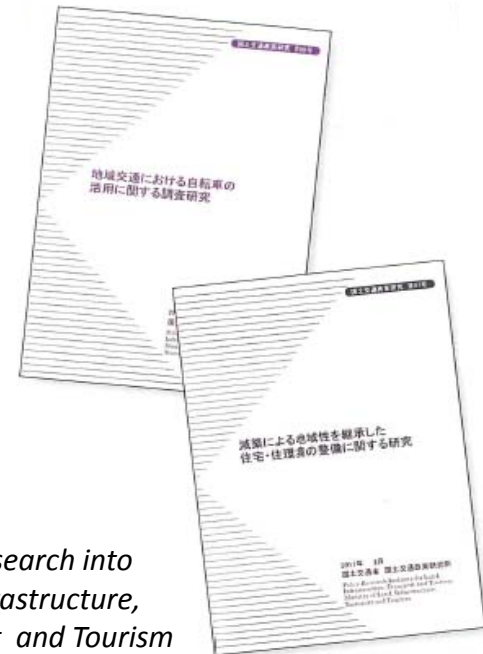 国土交通政策研究
地域交通における自転車の
活用に関する調査研究
国土交通政策研究
減築による地域性を継承した
住宅・住環境の整備に関する研究
2011年 3月
国土交通省 国土交通政策研究所
Policy Research Institute for Land,
Infrastructure, Transport and Tourism
Ministry of Land, Infrastructure,
Transport and Tourism
search into
rastructure,
t and Tourism